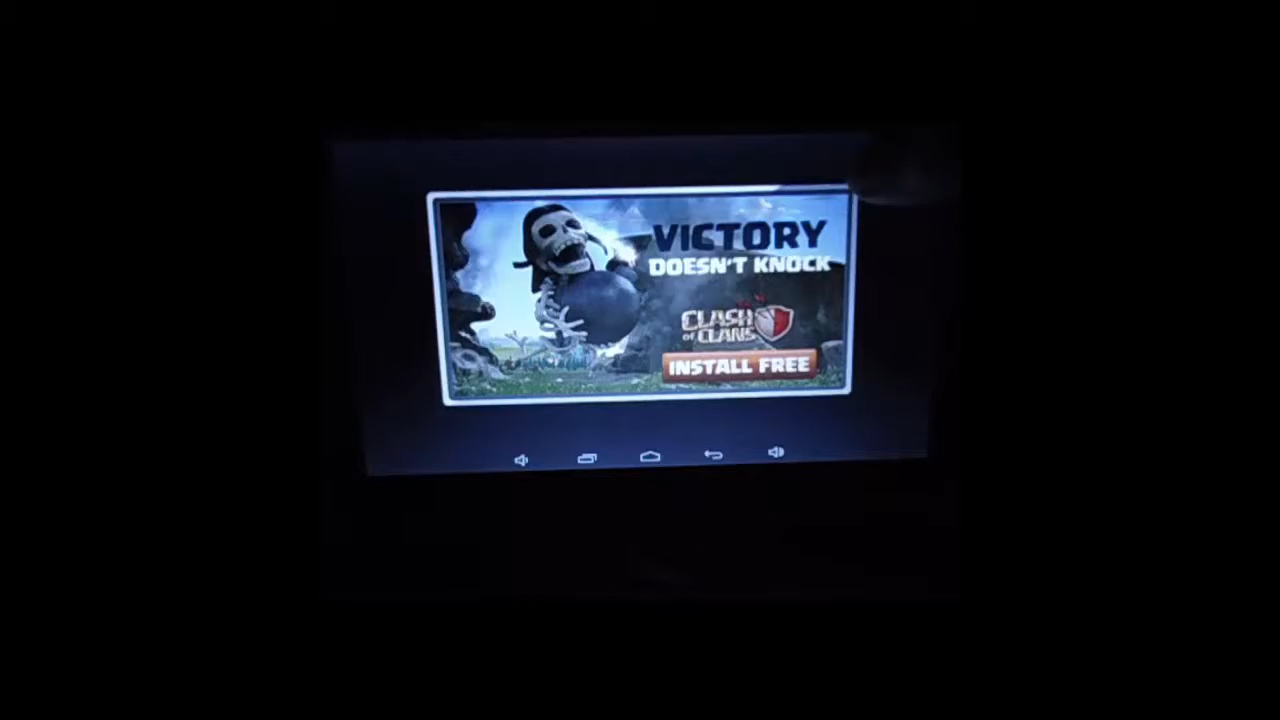 VICTORY
DOESN'T KNOCK
CLASH
OF CLANS
INSTALL FREE